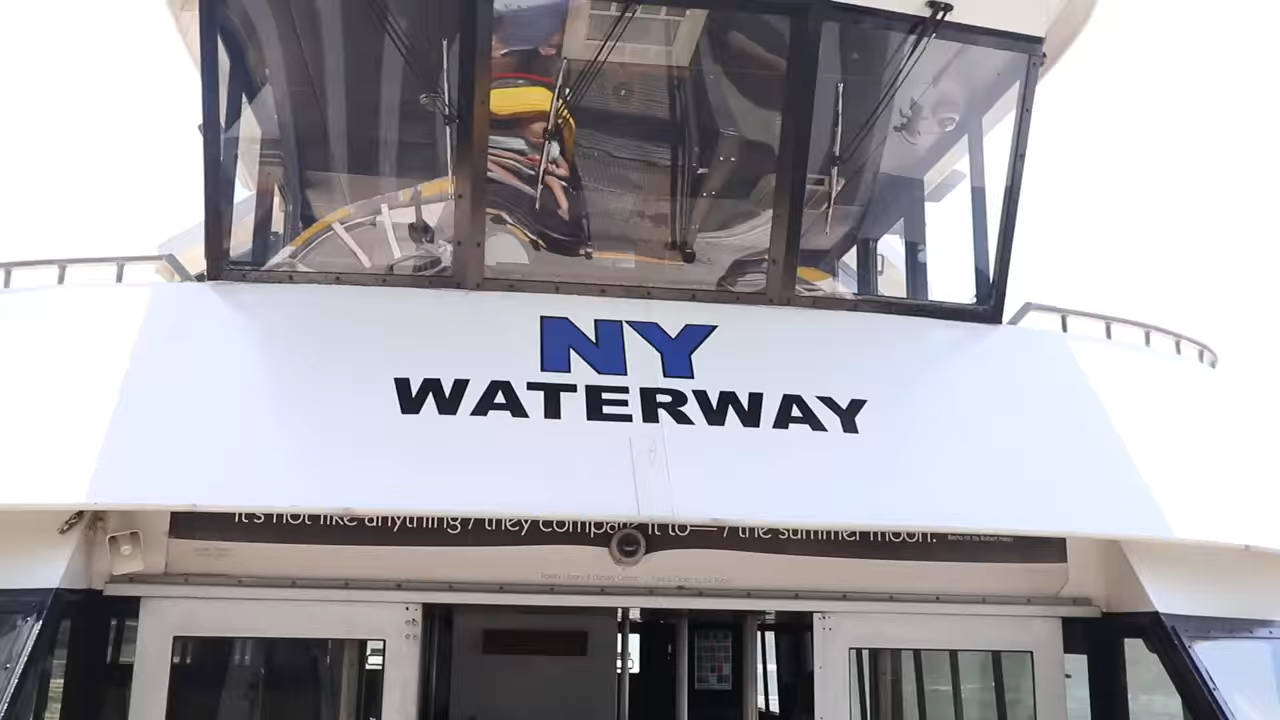 NY
WATERWAY
It's not like anything / they compare it to— / the summer moon.